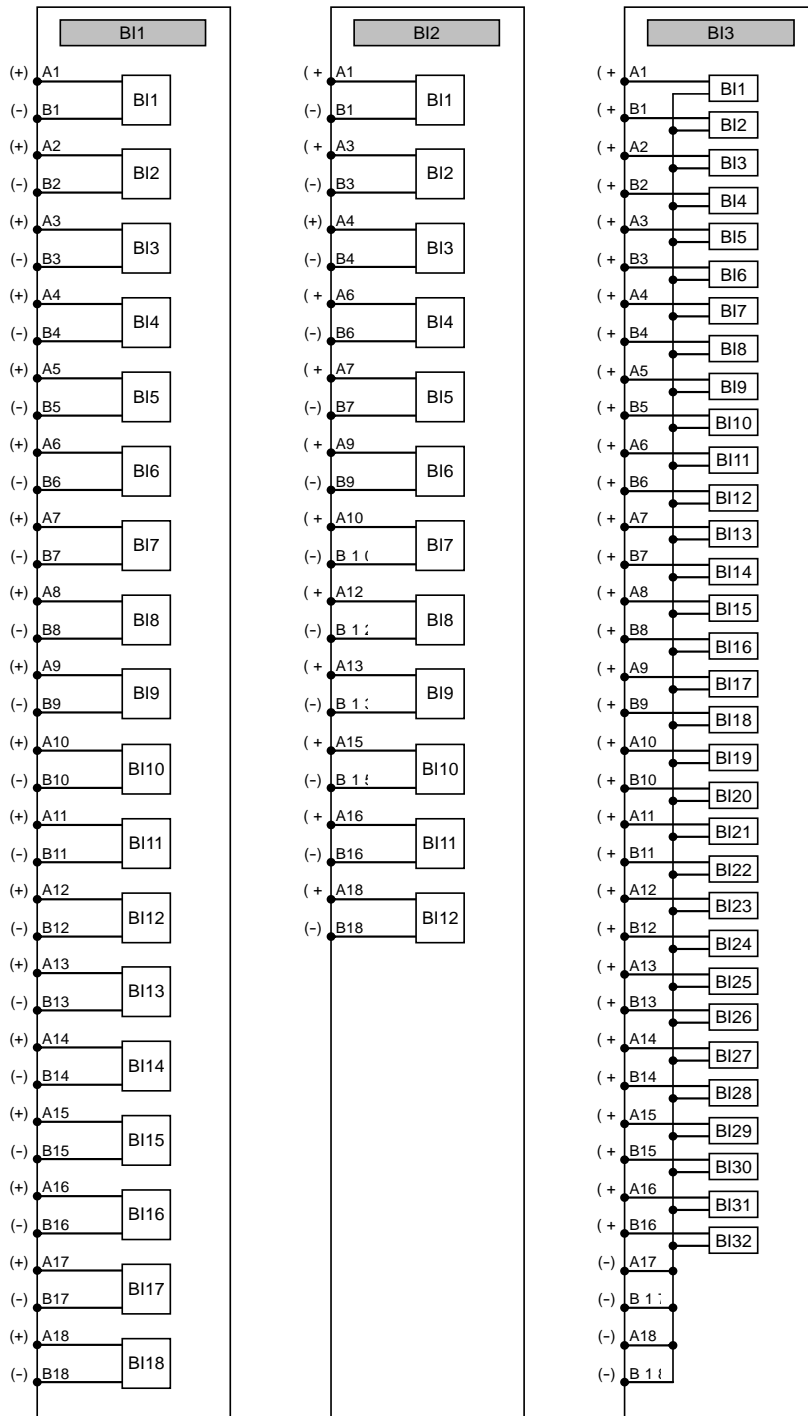 BI1
(+) A1
BI1
(-) B1
(+) A2
BI2
(-) B2
(+) A3
BI3
(-) B3
(+) A4
BI4
(-) B4
(+) A5
BI5
(-) B5
(+) A6
BI6
(-) B6
(+) A7
BI7
(-) B7
(+) A8
BI8
(-) B8
(+) A9
BI9
(-) B9
(+) A10
BI10
(-) B10
(+) A11
BI11
(-) B11
(+) A12
BI12
(-) B12
(+) A13
BI13
(-) B13
(+) A14
BI14
(-) B14
(+) A15
BI15
(-) B15
(+) A16
BI16
(-) B16
(+) A17
BI17
(-) B17
(+) A18
BI18
(-) B18
BI2
( + A1
BI1
(-) B1
( + A3
BI2
(-) B3
(+) A4
BI3
(-) B4
( + A6
BI4
(-) B6
( + A7
BI5
(-) B7
( + A9
BI6
(-) B9
( + A10
BI7
(-) B 1
( + A12
BI8
(-) B 1
( + A13
BI9
(-) B 1
( + A15
BI10
(-) B 1
( + A16
BI11
(-) B16
( + A18
BI12
(-) B18
BI3
( + A1
BI1
( + B1
BI2
( + A2
BI3
( + B2
BI4
( + A3
BI5
( + B3
BI6
( + A4
BI7
( + B4
BI8
( + A5
BI9
( + B5
BI10
( + A6
BI11
( + B6
BI12
( + A7
BI13
( + B7
BI14
( + A8
BI15
( + B8
BI16
( + A9
BI17
( + B9
BI18
( + A10
BI19
( + B10
BI20
( + A11
BI21
( + B11
BI22
( + A12
BI23
( + B12
BI24
( + A13
BI25
( + B13
BI26
( + A14
BI27
( + B14
BI28
( + A15
BI29
( + B15
BI30
( + A16
BI31
( + B16
BI32
(-) A17
(-) B 1
(-) A18
(-) B 1